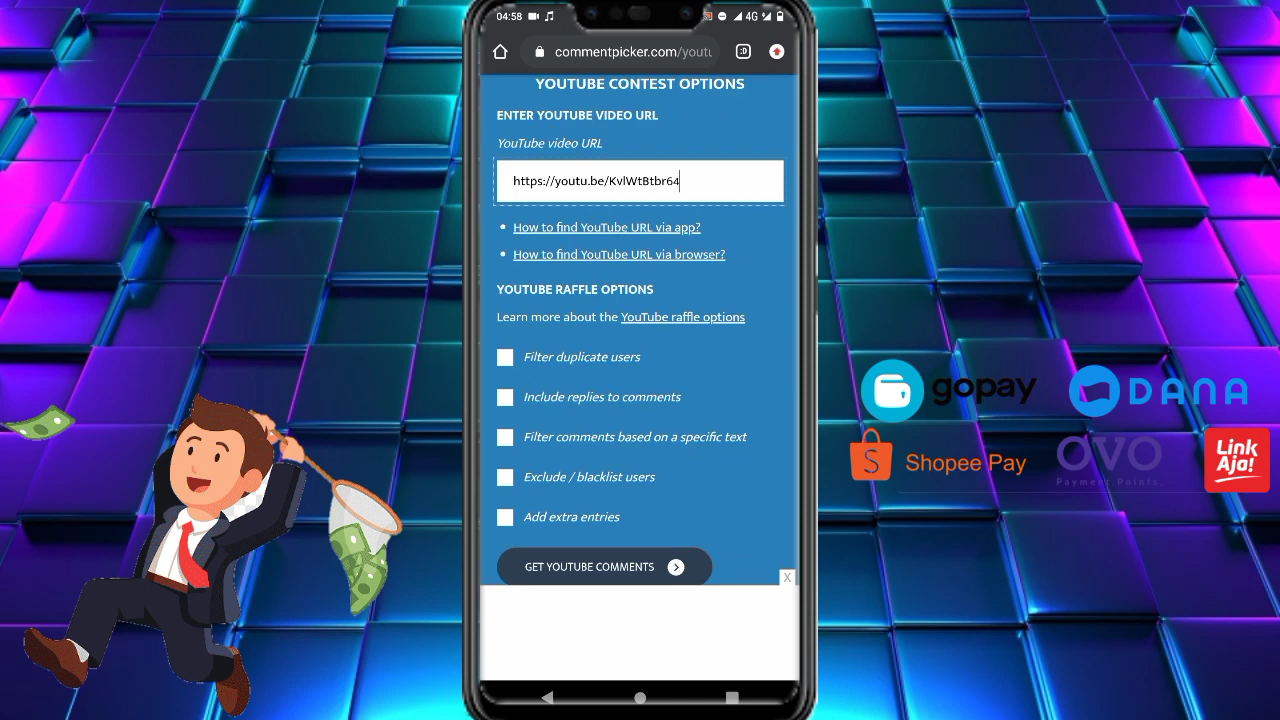 04:58
4G
commentpicker.com/youtu
:D
YOUTUBE CONTEST OPTIONS
ENTER YOUTUBE VIDEO URL
YouTube video URL
https://youtu.be/KvlWtBtbr64
How to find YouTube URL via app?
How to find YouTube URL via browser?
YOUTUBE RAFFLE OPTIONS
Learn more about the YouTube raffle options
Filter duplicate users
Include replies to comments
Filter comments based on a specific text
Exclude / blacklist users
Add extra entries
GET YOUTUBE COMMENTS
X
gopay
DANA
S
Shopee Pay
OVO
Payment.Points.
Link
Aja!